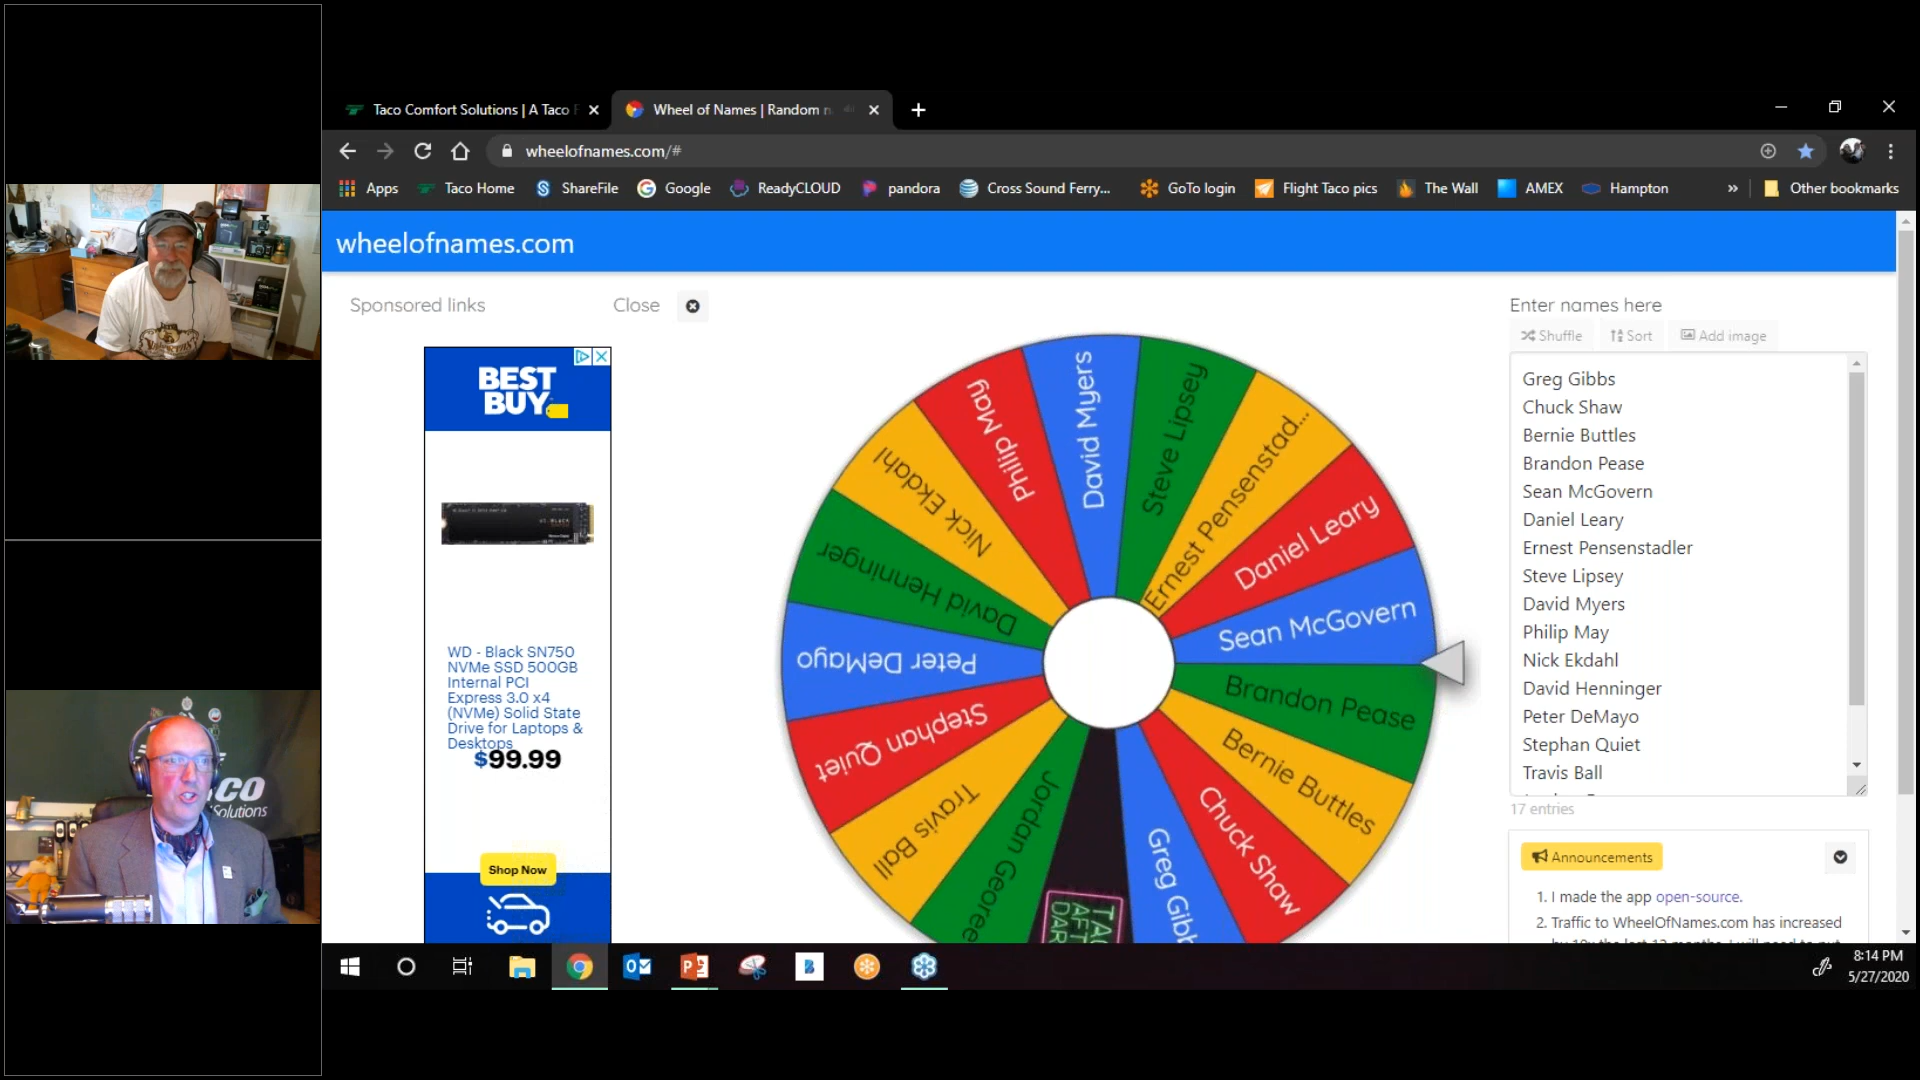 Taco Comfort Solutions | A Taco F
Wheel of Names | Random n
wheelofnames.com/#
Apps
Taco Home
ShareFile
Google
ReadyCLOUD
pandora
Cross Sound Ferry...
GoTo login
Flight Taco pics
The Wall
AMEX
Hampton
»
Other bookmarks
wheelofnames.com
Sponsored links
Close
BEST
BUY
WD - Black SN750
NVMe SSD 500GB
Internal PCI
Express 3.0 x4
(NVMe) Solid State
Drive for Laptops &
Desktops
$99.99
Shop Now
David Myers
Steve Lipsey
Ernest Pensenstad...
Daniel Leary
Sean McGovern
Brandon Pease
Bernie Buttles
Chuck Shaw
Greg Gibb
TAC
AFT
DAR
Jordan George
Travis Ball
Stephan Quiet
Peter DeMayo
David Henninger
Nick Ekdahl
Philip May
Enter names here
Shuffle
Sort
Add image
Greg Gibbs
Chuck Shaw
Bernie Buttles
Brandon Pease
Sean McGovern
Daniel Leary
Ernest Pensenstadler
Steve Lipsey
David Myers
Philip May
Nick Ekdahl
David Henninger
Peter DeMayo
Stephan Quiet
Travis Ball
17 entries
Announcements
1. I made the app open-source.
2. Traffic to WheelOfNames.com has increased
8:14 PM
5/27/2020
CO
Solutions